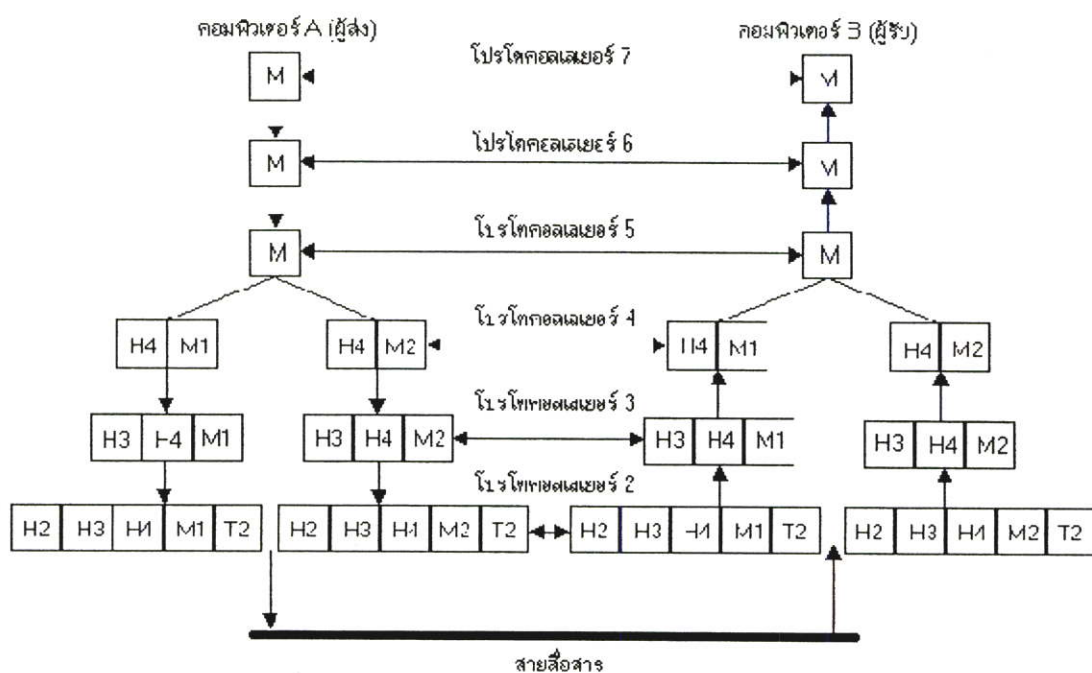 คอมพิวเตอร์ A (ผู้ส่ง) คอมพิวเตอร์ B (ผู้รับ)
โปรโตคอลเลเยอร์ 7
M M
โปรโตคอลเลเยอร์ 6
M M
โปรโตคอลเลเยอร์ 5
M M
โปรโตคอลเลเยอร์ 4
H4 M1 H4 M2 H4 M1 H4 M2
โปรโตคอลเลเยอร์ 3
H3 H4 M1 H3 H4 M2 H3 H4 M1 H3 H4 M2
โปรโตคอลเลเยอร์ 2
H2 H3 H4 M1 T2 H2 H3 H4 M2 T2 H2 H3 H4 M1 T2 H2 H3 H4 M2 T2
สายสื่อสาร